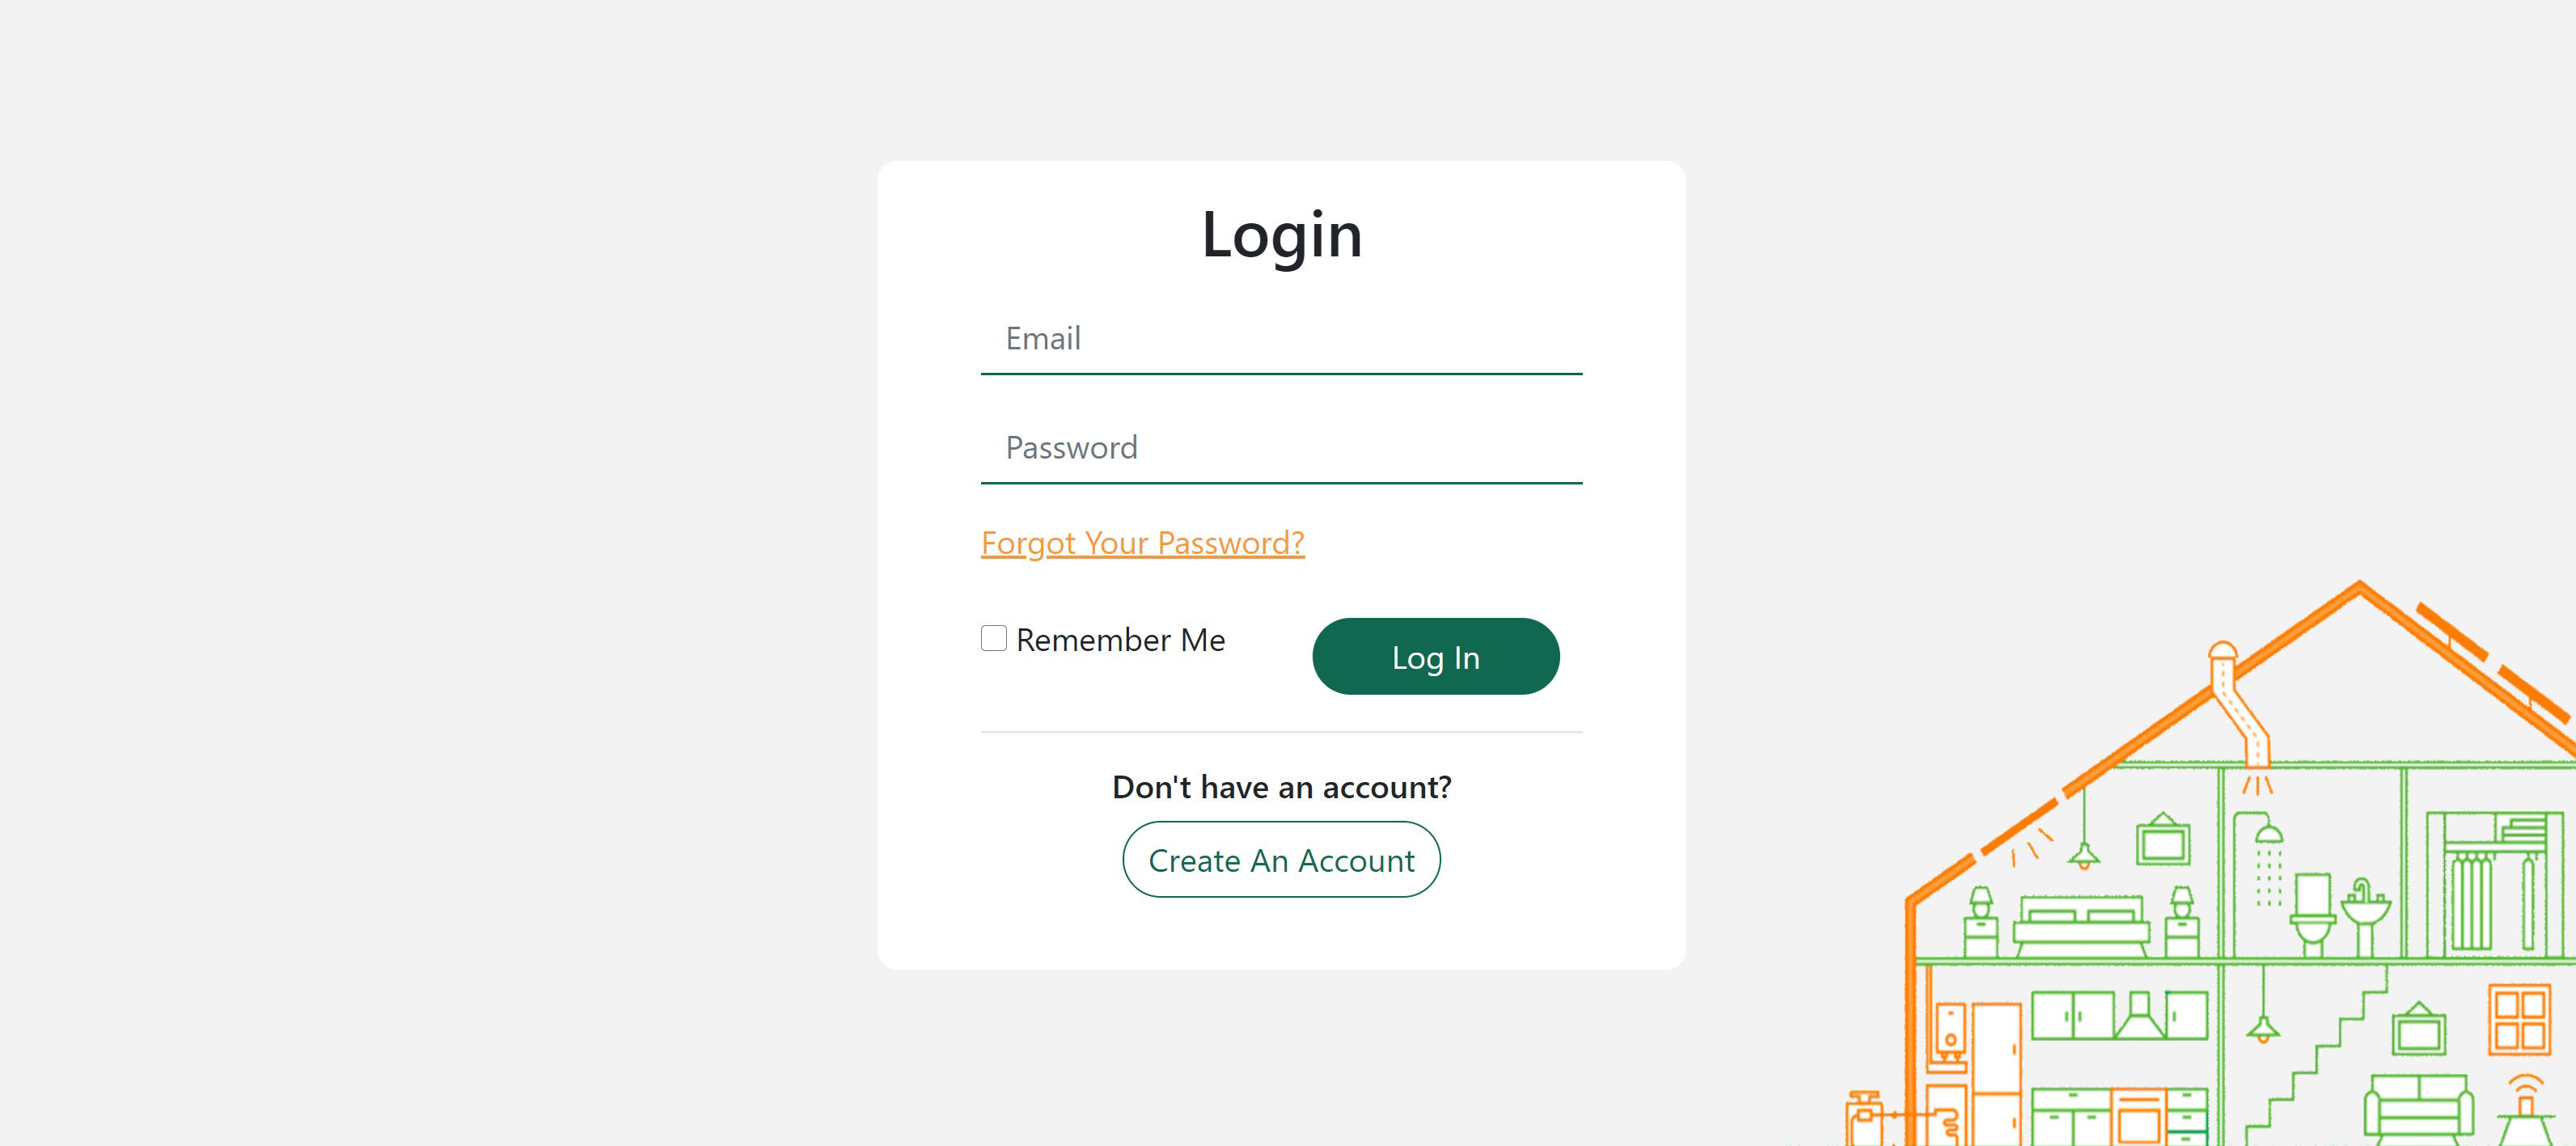 Login
Email
Password
Forgot Your Password?
Remember Me
Log In
Don't have an account?
Create An Account